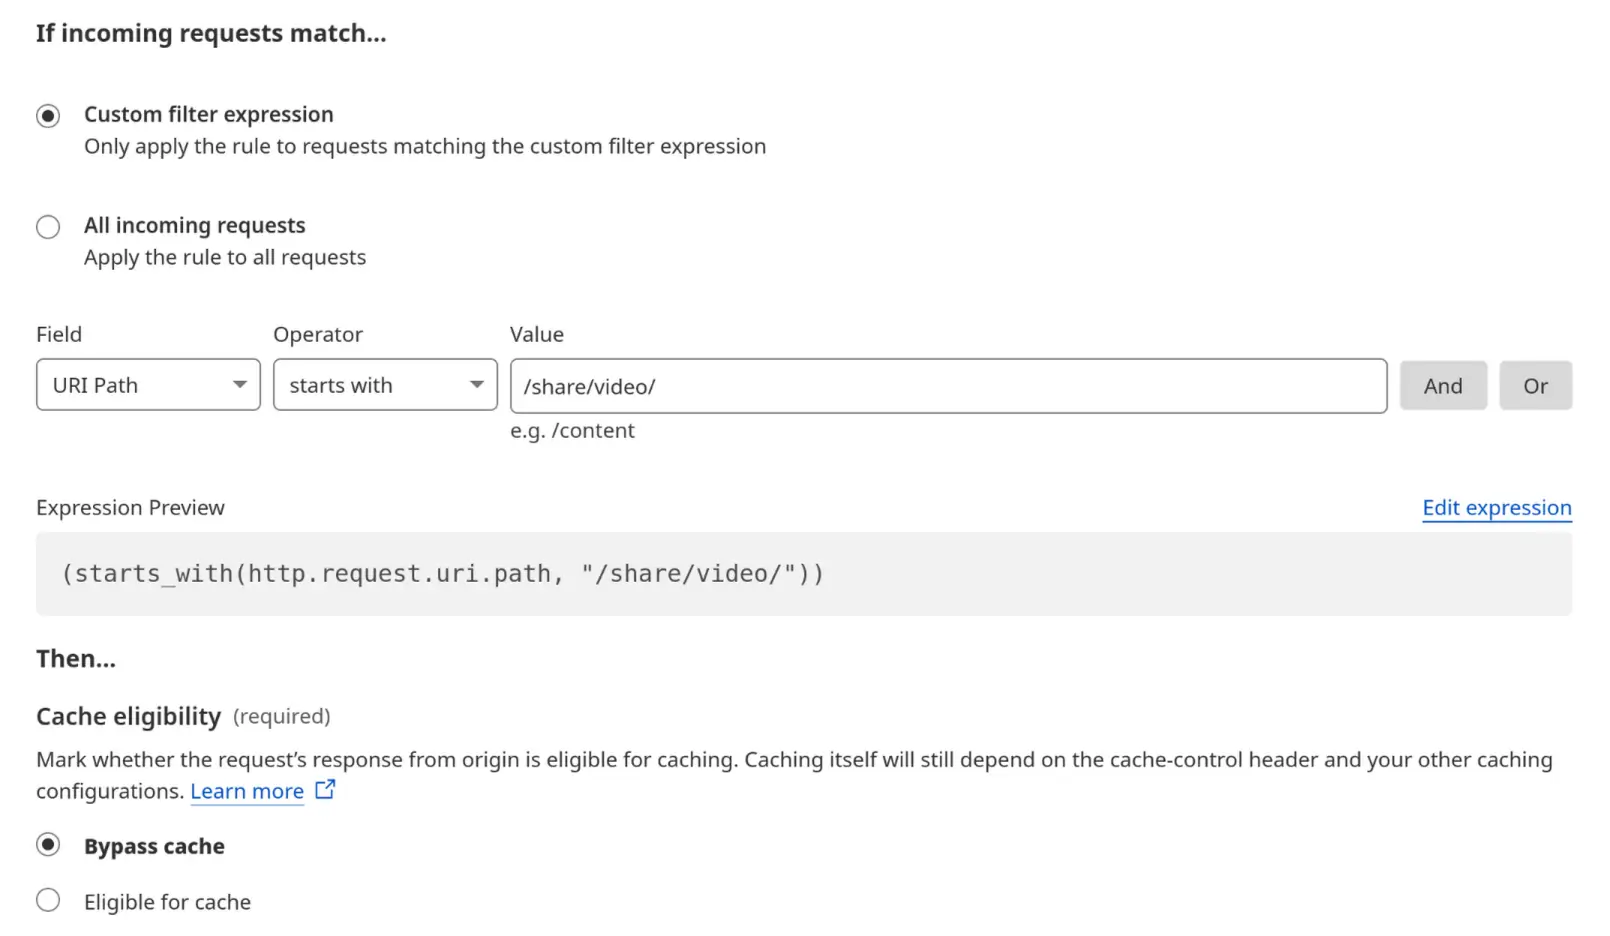 If incoming requests match...
Custom filter expression
Only apply the rule to requests matching the custom filter expression
All incoming requests
Apply the rule to all requests
Field Operator Value
URI Path starts with /share/video/ And Or
e.g. /content
Expression Preview Edit expression
(starts_with(http.request.uri.path, "/share/video/"))
Then...
Cache eligibility (required)
Mark whether the request’s response from origin is eligible for caching. Caching itself will still depend on the cache-control header and your other caching
configurations. Learn more
Bypass cache
Eligible for cache